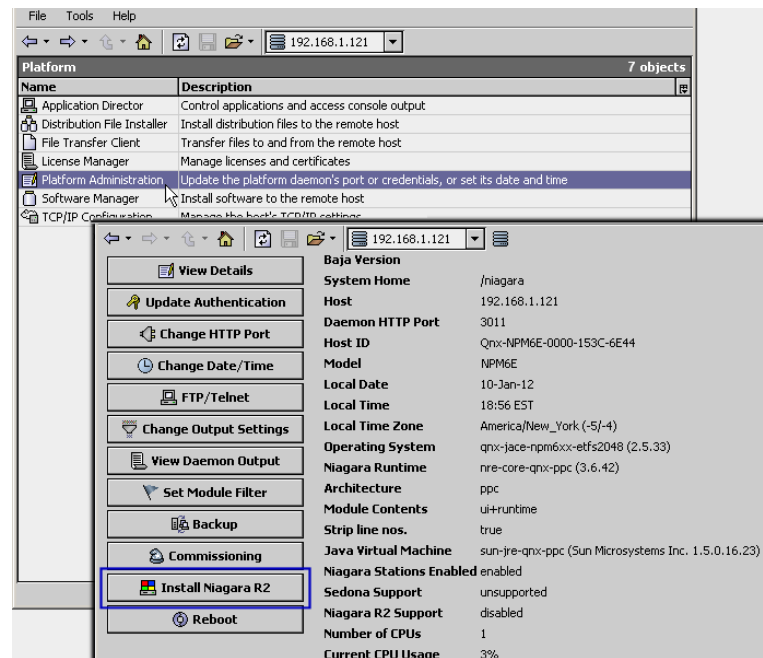 File Tools Help
192.168.1.121
Platform 7 objects
Name Description
Application Director Control applications and access console output
Distribution File Installer Install distribution files to the remote host
File Transfer Client Transfer files to and from the remote host
License Manager Manage licenses and certificates
Platform Administration Update the platform daemon's port or credentials, or set its date and time
Software Manager Install software to the remote host
TCP/IP Configuration Manage the host's TCP/IP settings
192.168.1.121
View Details
Update Authentication
Change HTTP Port
Change Date/Time
FTP/Telnet
Change Output Settings
View Daemon Output
Set Module Filter
Backup
Commissioning
Install Niagara R2
Reboot
Baja Version
System Home /niagara
Host 192.168.1.121
Daemon HTTP Port 3011
Host ID Qnx-NPM6E-0000-153C-6E44
Model NPM6E
Local Date 10-Jan-12
Local Time 18:56 EST
Local Time Zone America/New_York (-5/-4)
Operating System qnx-jace-npm6xx-etfs2048 (2.5.33)
Niagara Runtime nre-core-qnx-ppc (3.6.42)
Architecture ppc
Module Contents ui+runtime
Strip line nos. true
Java Virtual Machine sun-jre-qnx-ppc (Sun Microsystems Inc. 1.5.0.16.23)
Niagara Stations Enabled enabled
Sedona Support unsupported
Niagara R2 Support disabled
Number of CPUs 1
Current CPU Usage 3%